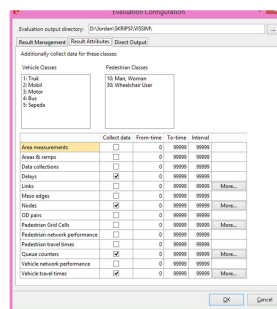 Evaluation Configuration
Evaluation output directory: D:\Jordan\SKRIPSI\VISSIM\ ...
Result Management Result Attributes Direct Output
Additionally collect data for these classes:
Vehicle Classes Pedestrian Classes
1: Truk 10: Man, Woman
2: Mobil 30: Wheelchair User
3: Motor
4: Bus
5: Sepeda
Collect data From-time To-time Interval
Area measurements 0 99999 99999
Areas & ramps 0 99999 99999
Data collections 0 99999 99999
Delays 0 99999 99999
Links 0 99999 99999 More...
Meso edges 0 99999 99999
Nodes 0 99999 99999 More...
OD pairs 0 99999
Pedestrian Grid Cells 0 99999 99999 More...
Pedestrian network performance 0 99999 99999
Pedestrian travel times 0 99999 99999
Queue counters 0 99999 99999 More...
Vehicle network performance 0 99999 99999
Vehicle travel times 0 99999 99999 More...
OK Cancel